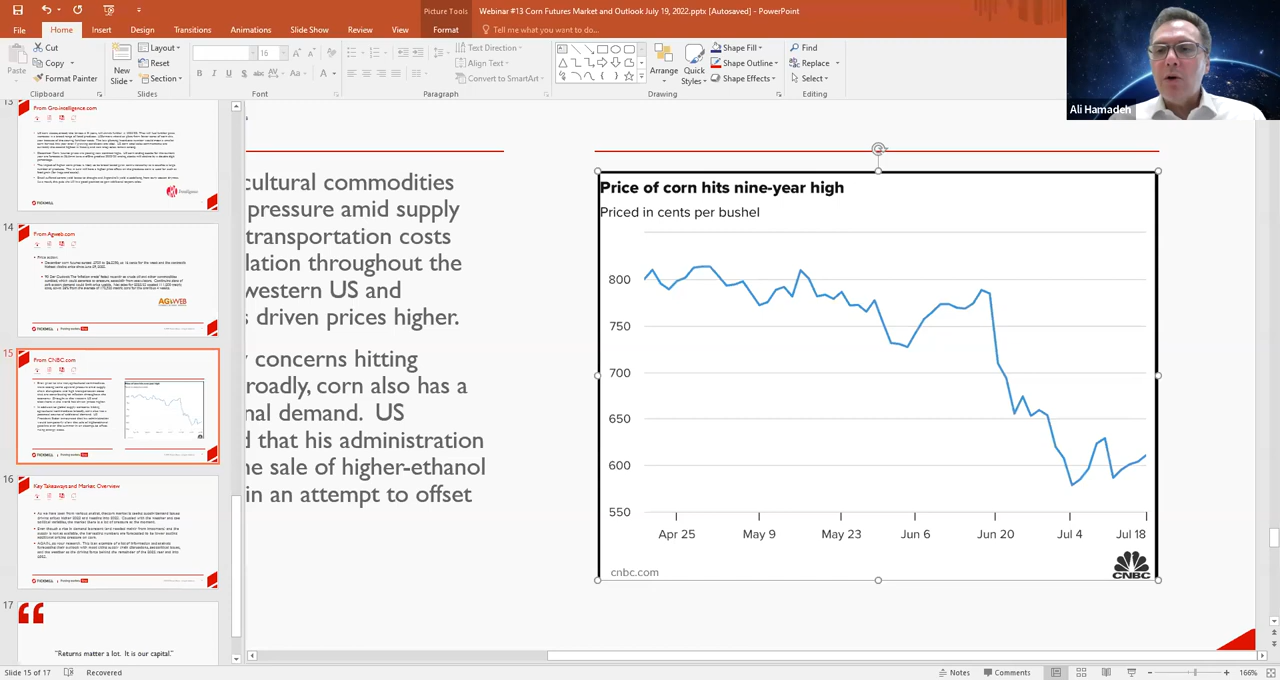 Picture Tools
Webinar #13 Corn Futures Market and Outlook July 19, 2022.pptx [Autosaved] - PowerPoint
File
Home
Insert
Design
Transitions
Animations
Slide Show
Review
View
Format
Tell me what you want to do...
Paste
Cut
Copy
Format Painter
Clipboard
New
Slide
Layout
Reset
Section
Slides
16
Font
Text Direction
Align Text
Convert to SmartArt
Paragraph
Arrange
Quick
Styles
Shape Fill
Shape Outline
Shape Effects
Drawing
Find
Replace
Select
Editing
Ali Hamadeh
13
From Gro-intelligence.com
14
From Agweb.com
AGWEB
15
From CNBC.com
16
Key Takeaways and Market Overview
17
"Returns matter a lot. It is our capital."
cultural commodities
pressure amid supply
transportation costs
lation throughout the
western US and
s driven prices higher.
y concerns hitting
roadly, corn also has a
nal demand. US
d that his administration
ne sale of higher-ethanol
in an attempt to offset
Price of corn hits nine-year high
Priced in cents per bushel
800
750
700
650
600
550
Apr 25
May 9
May 23
Jun 6
Jun 20
Jul 4
Jul 18
cnbc.com
CNBC
Slide 15 of 17
Recovered
Notes
Comments
166%